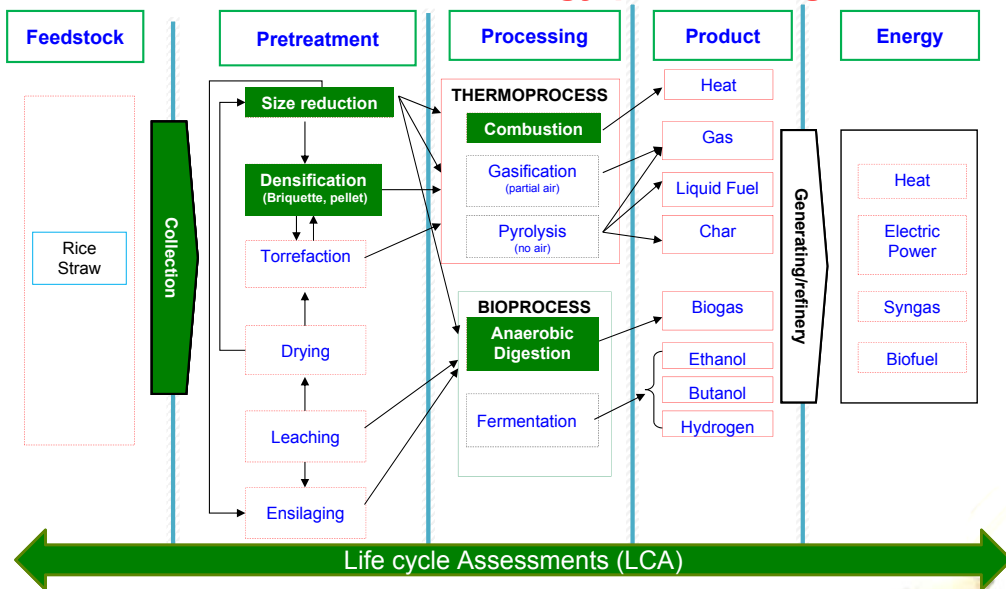 Feedstock
Pretreatment
Processing
Product
Energy
Rice
Straw
Collection
Size reduction
Densification
(Briquette, pellet)
Torrefaction
Drying
Leaching
Ensilaging
THERMOPROCESS
Combustion
Gasification
(partial air)
Pyrolysis
(no air)
BIOPROCESS
Anaerobic
Digestion
Fermentation
Heat
Gas
Liquid Fuel
Char
Biogas
Ethanol
Butanol
Hydrogen
Generating/refinery
Heat
Electric
Power
Syngas
Biofuel
Life cycle Assessments (LCA)